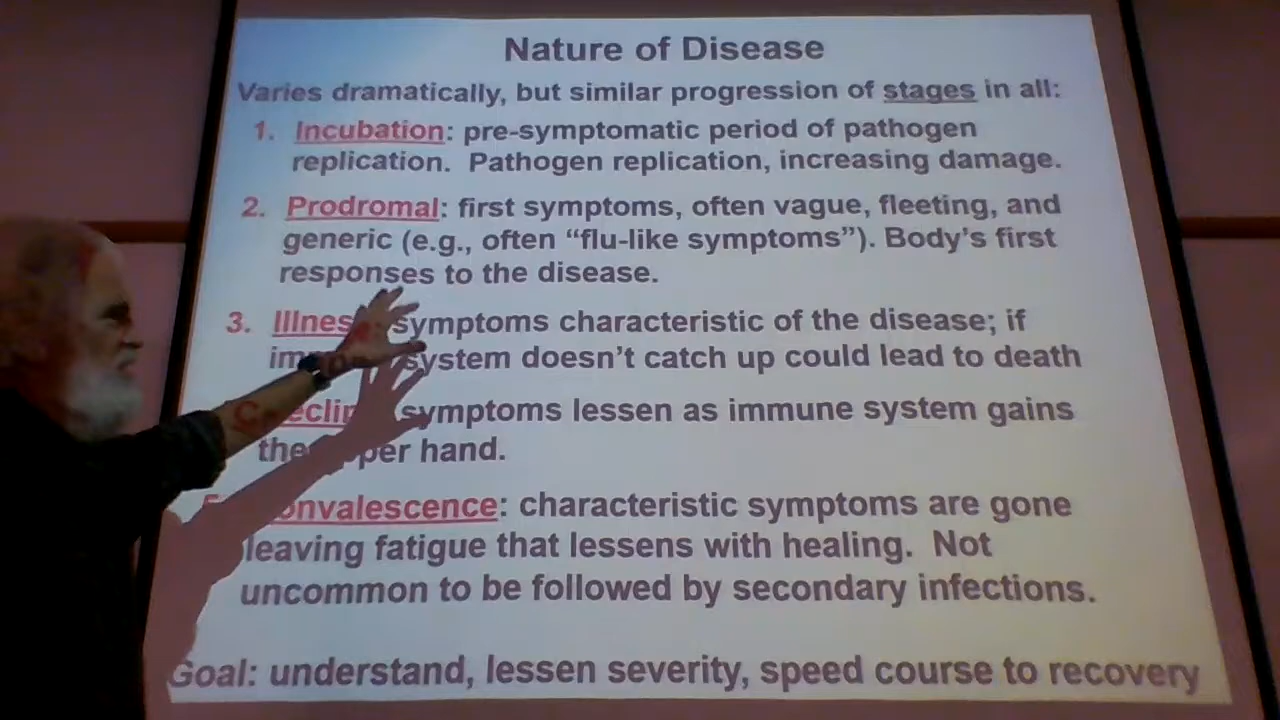 Nature of Disease
Varies dramatically, but similar progression of stages in all:
1. Incubation: pre-symptomatic period of pathogen
replication. Pathogen replication, increasing damage.
2. Prodromal: first symptoms, often vague, fleeting, and
generic (e.g., often “flu-like symptoms”). Body’s first
responses to the disease.
3. Illness: symptoms characteristic of the disease; if
system doesn’t catch up could lead to death
symptoms lessen as immune system gains
the upper hand.
Convalescence: characteristic symptoms are gone
leaving fatigue that lessens with healing. Not
uncommon to be followed by secondary infections.
Goal: understand, lessen severity, speed course to recovery